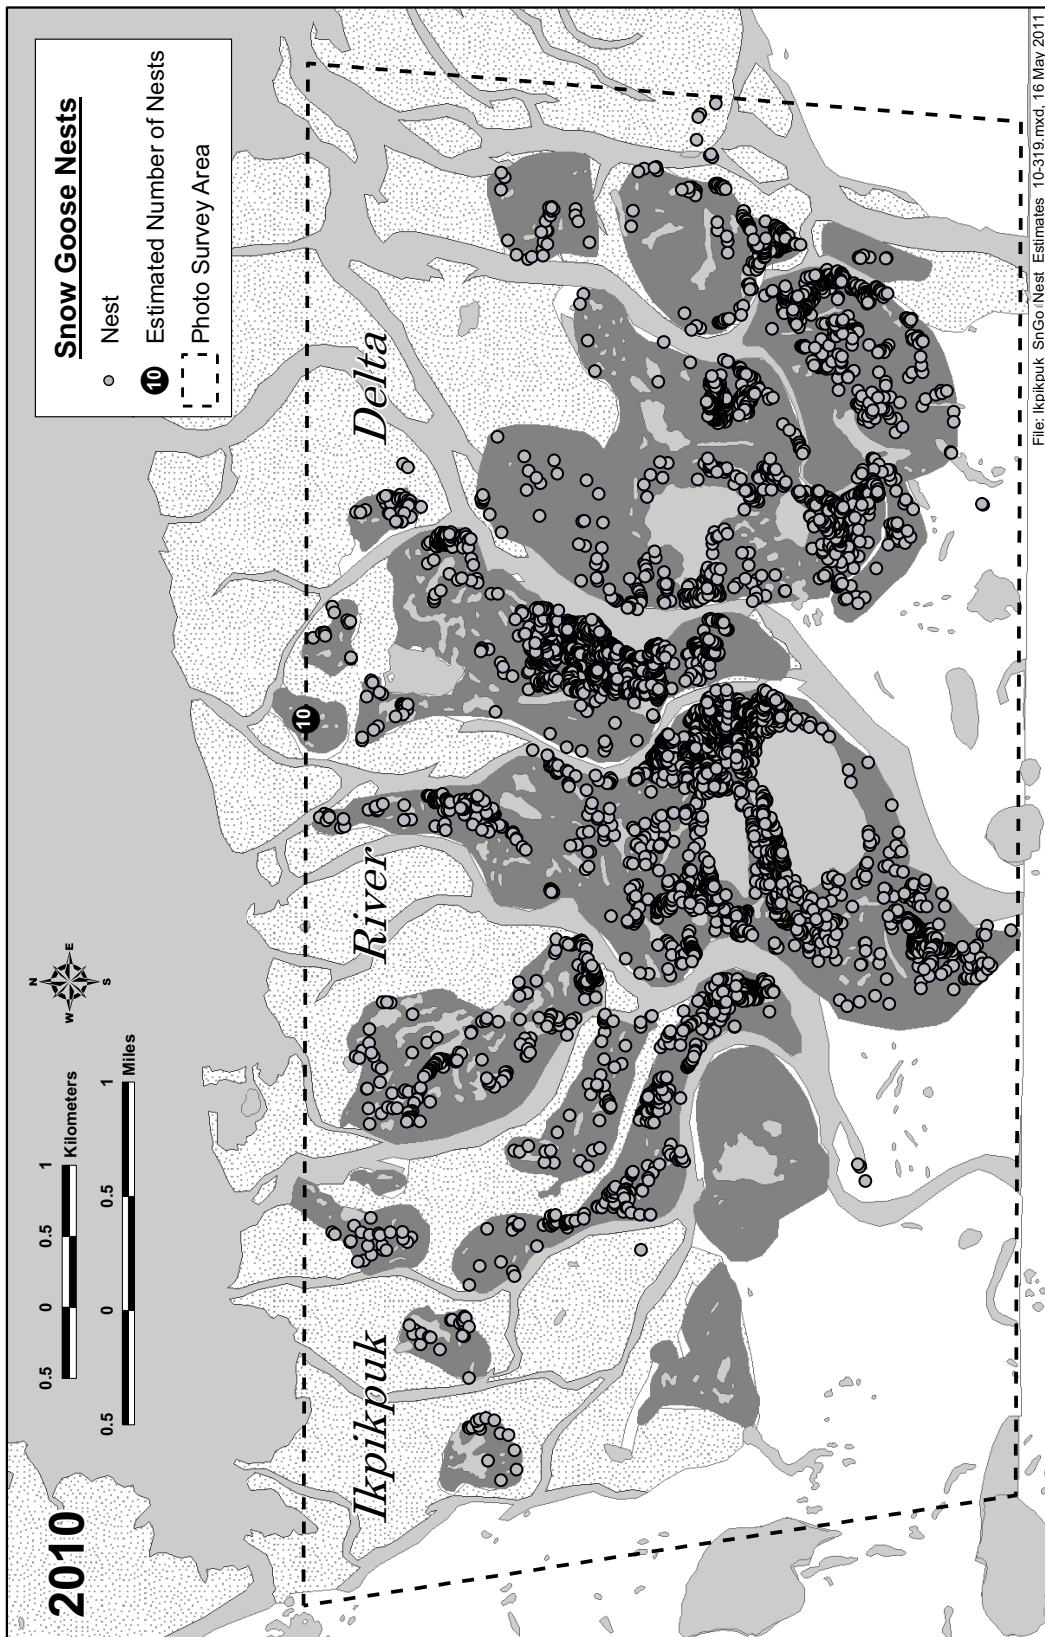 2010
Snow Goose Nests
Nest
10
Estimated Number of Nests
Photo Survey Area
N
W
E
S
0.5 0 0.5 1
Kilometers
0.5 0 0.5 1
Miles
10
Ikpikpuk River Delta
File: Ikpikpuk_SnGo_Nest_Estimates_10-319.mxd, 16 May 2011